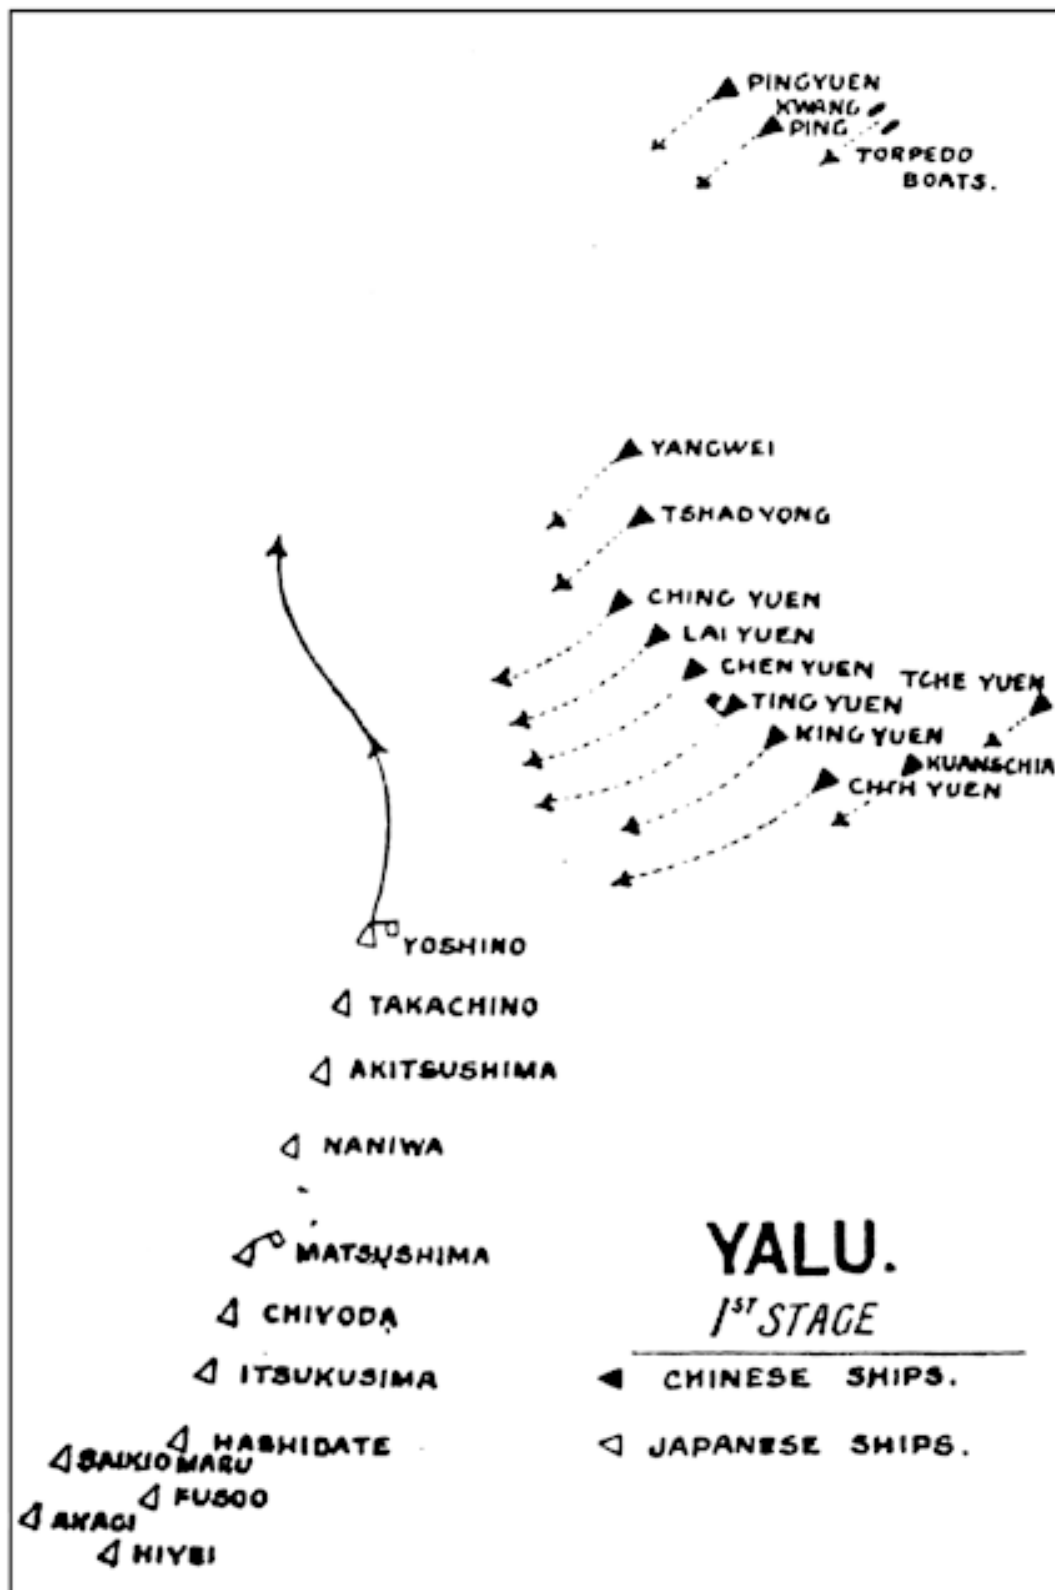 PINGYUEN
KWANG
PING
TORPEDO
BOATS.
YANGWEI
TSHADYONG
CHING YUEN
LAI YUEN
CHEN YUEN
TCHE YUEN
TING YUEN
KING YUEN
KUANSCHIA
CHIH YUEN
YOSHINO
TAKACHINO
AKITSUSHIMA
NANIWA
MATSUSHIMA
CHIYODA
ITSUKUSIMA
HASHIDATE
SAIKIO MARU
FUSOO
AKAGI
HIYEI
YALU.
1ST STAGE
CHINESE SHIPS.
JAPANESE SHIPS.